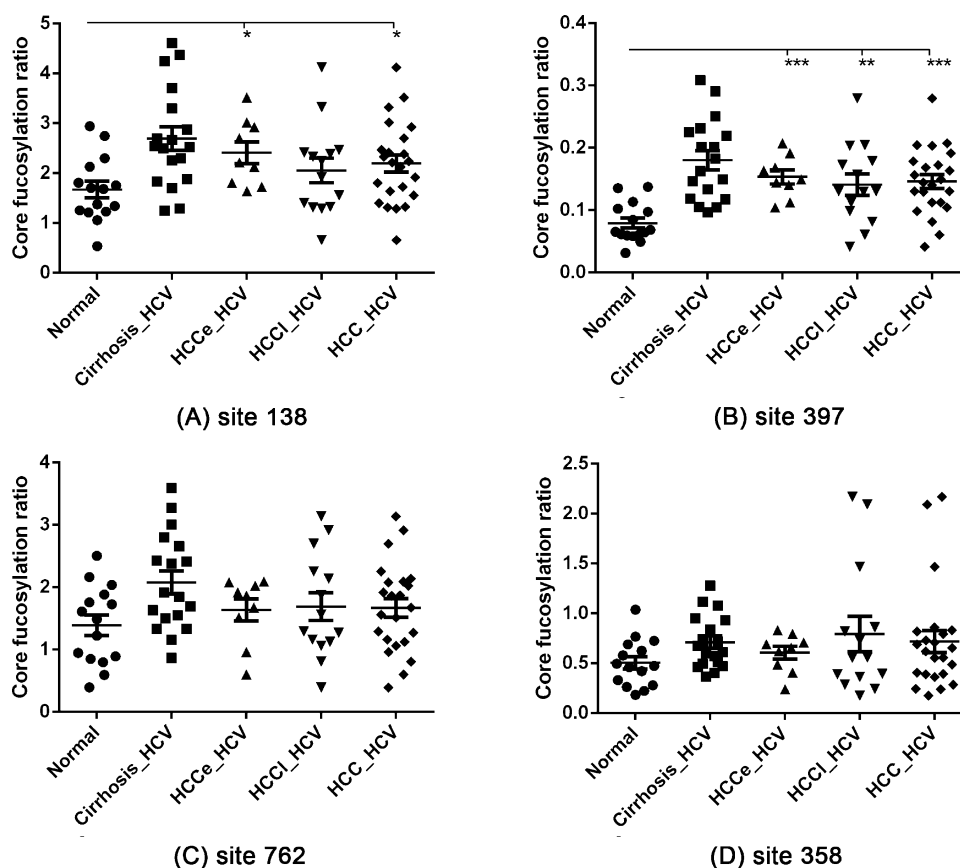 Core fucosylation ratio
5
4
3
2
1
0
* *
Normal
Cirrhosis_HCV
HCCe_HCV
HCCl_HCV
HCC_HCV
(A) site 138
Core fucosylation ratio
0.4
0.3
0.2
0.1
0.0
*** ** ***
Normal
Cirrhosis_HCV
HCCe_HCV
HCCl_HCV
HCC_HCV
(B) site 397
Core fucosylation ratio
4
3
2
1
0
Normal
Cirrhosis_HCV
HCCe_HCV
HCCl_HCV
HCC_HCV
(C) site 762
Core fucosylation ratio
2.5
2.0
1.5
1.0
0.5
0.0
Normal
Cirrhosis_HCV
HCCe_HCV
HCCl_HCV
HCC_HCV
(D) site 358